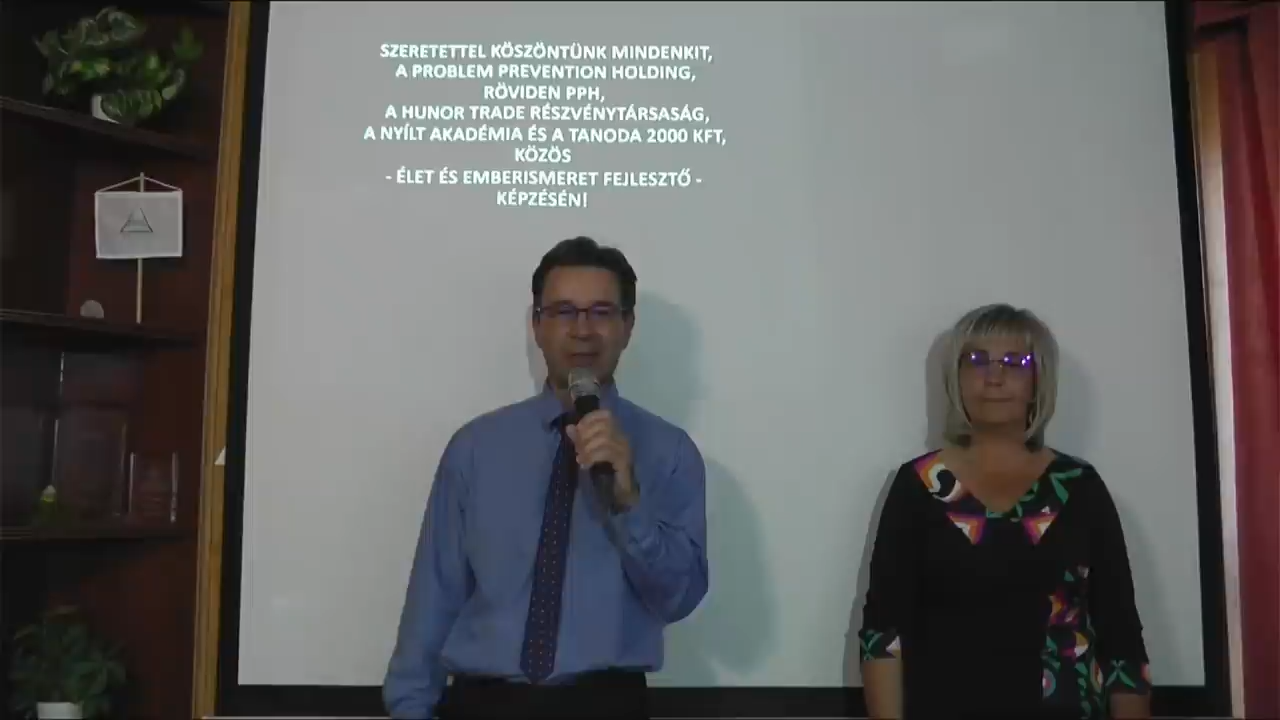 SZERETETTEL KÖSZÖNTÜNK MINDENKIT,
A PROBLEM PREVENTION HOLDING,
RÖVIDEN PPH,
A HUNOR TRADE RÉSZVÉNYTÁRSASÁG,
A NYÍLT AKADÉMIA ÉS A TANODA 2000 KFT,
KÖZÖS
- ÉLET ÉS EMBERISMERET FEJLESZTŐ -
KÉPZÉSÉN!